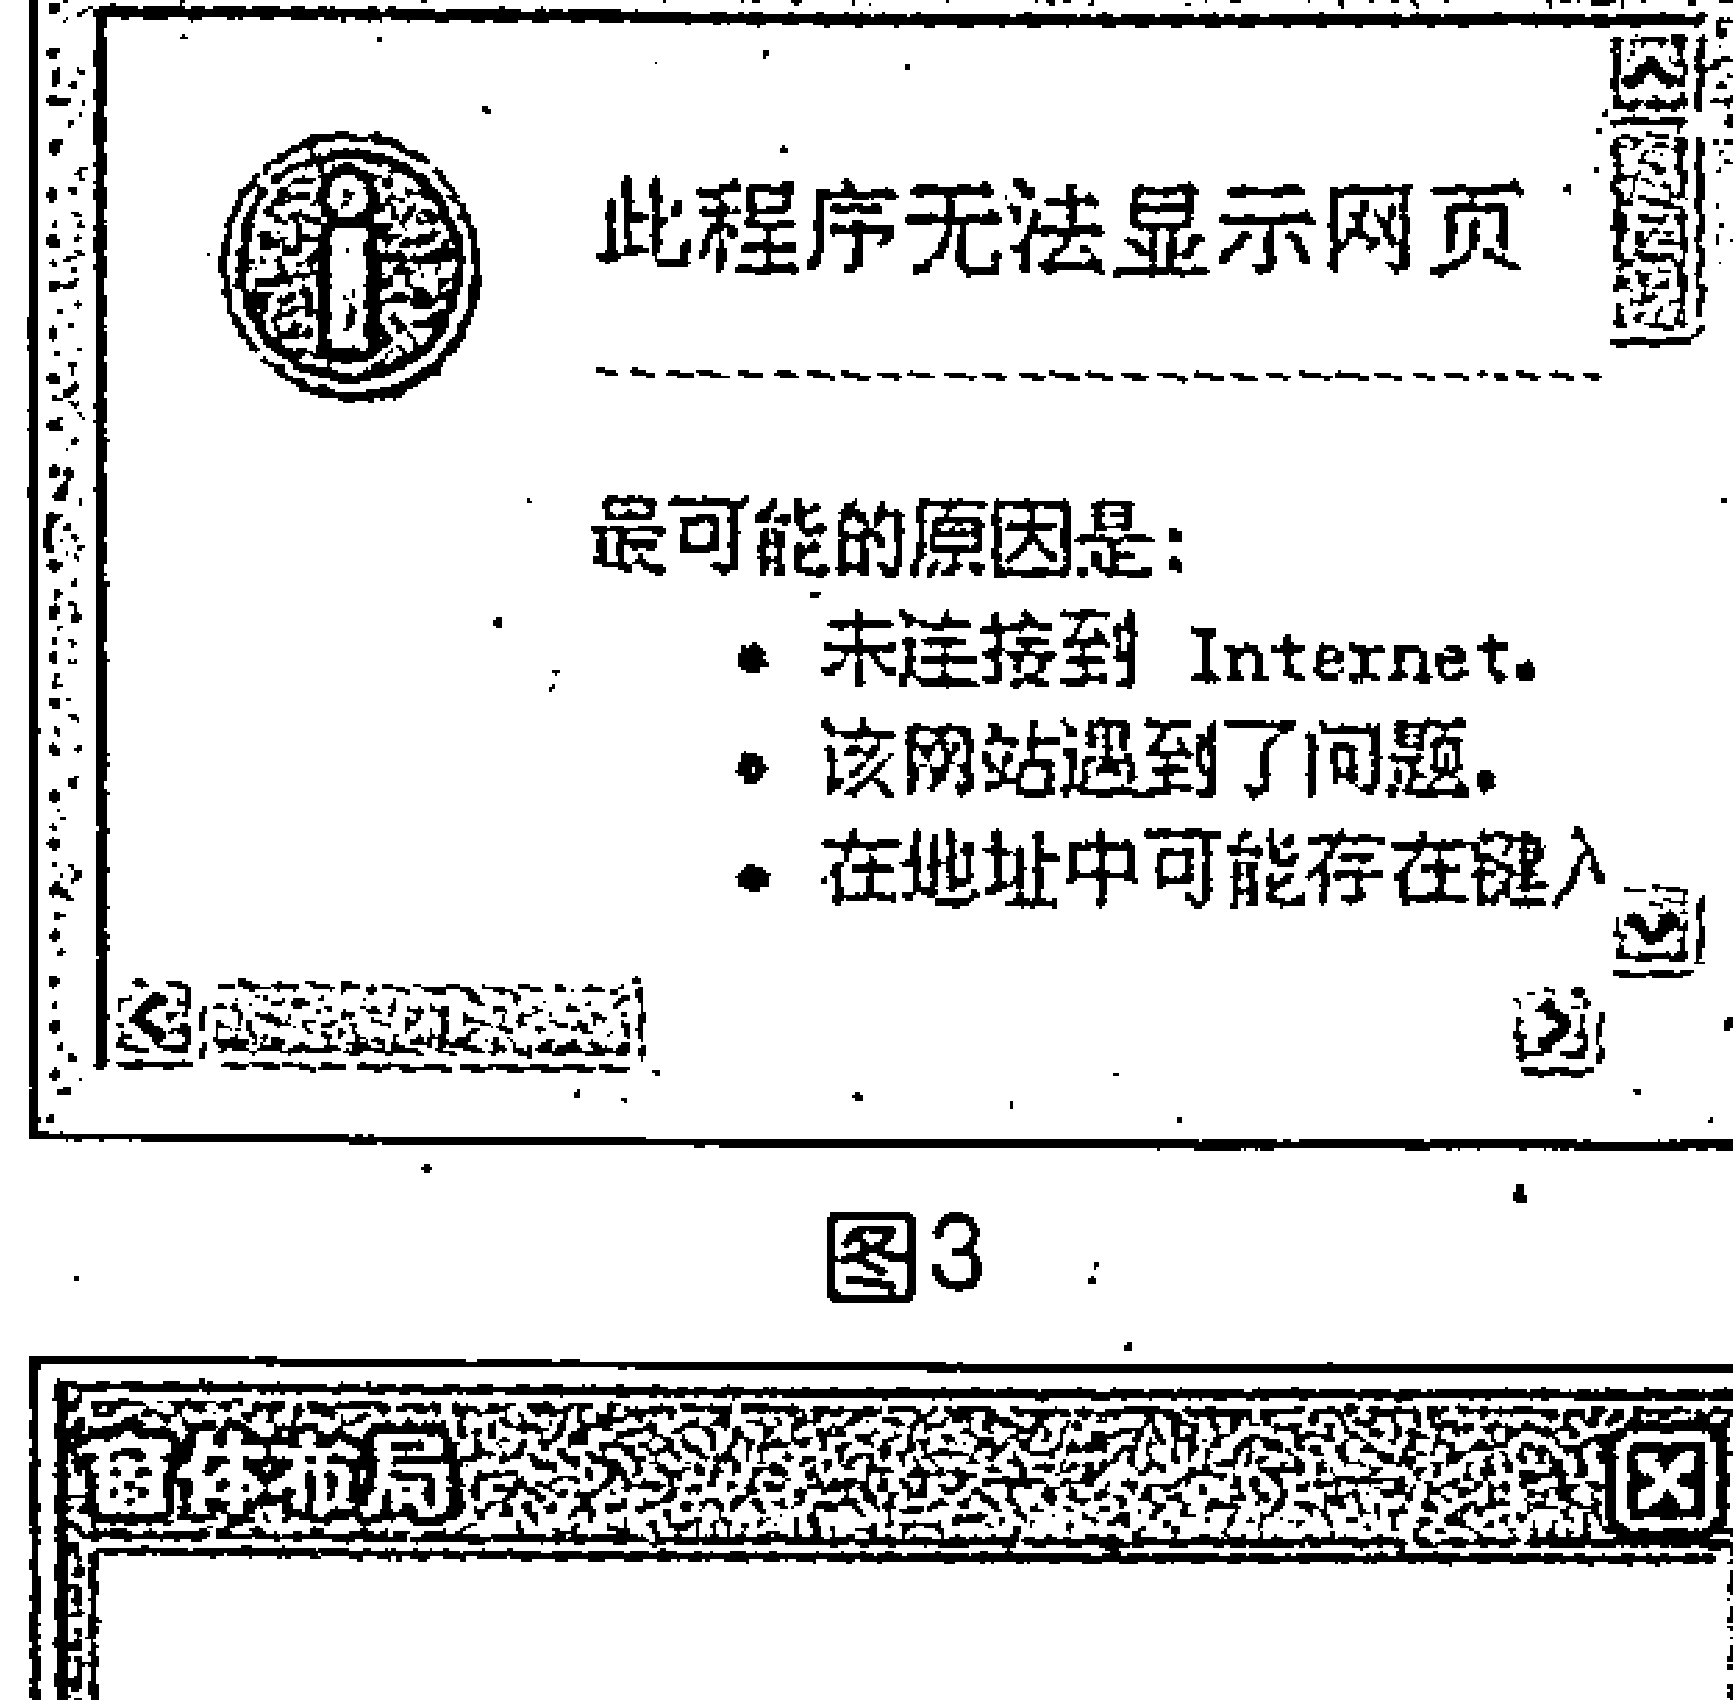 此程序无法显示网页
最可能的原因是:
• 未连接到 Internet.
• 该网站遇到了问题.
• 在地址中可能存在键入
图3
窗体布局